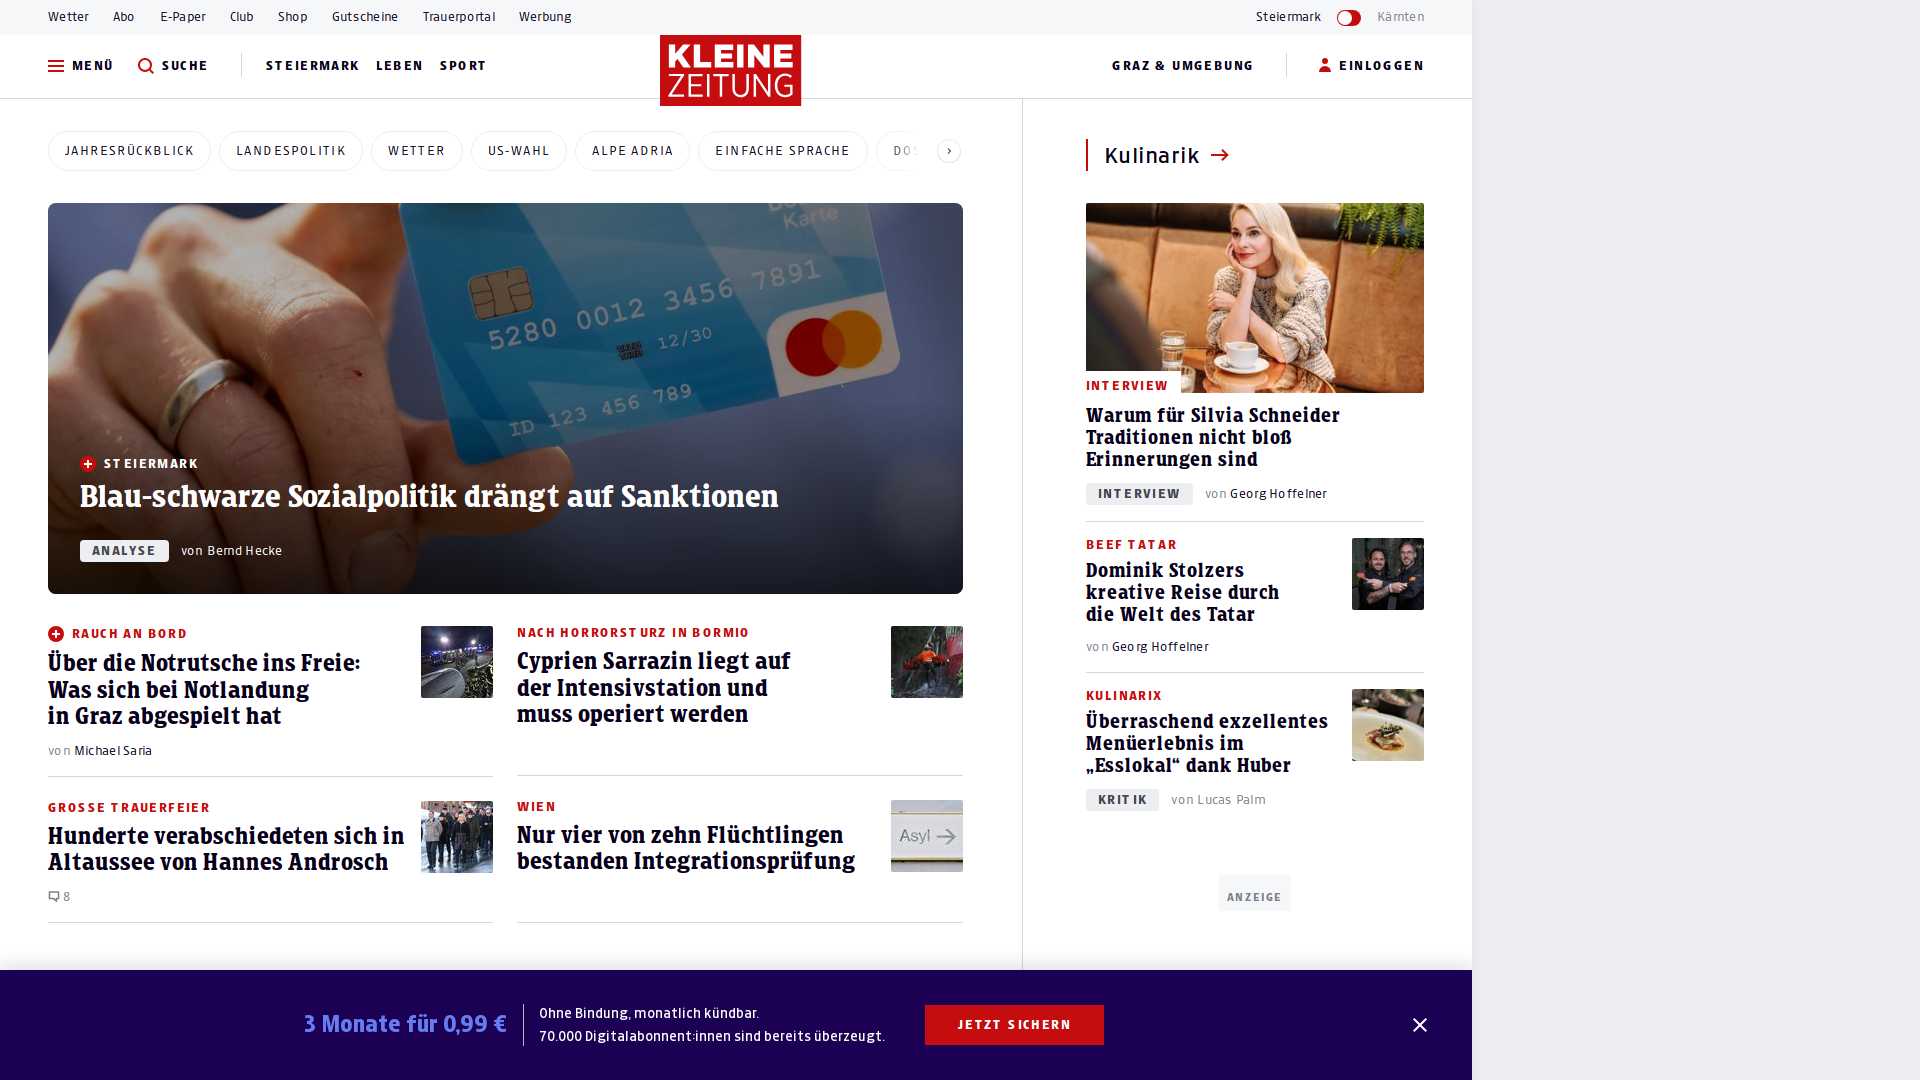 Wetter Abo E-Paper Club Shop Gutscheine Trauerportal Werbung Steiermark Kärnten
MENÜ SUCHE STEIERMARK LEBEN SPORT KLEINE ZEITUNG GRAZ & UMGEBUNG EINLOGGEN
JAHRESRÜCKBLICK LANDESPOLITIK WETTER US-WAHL ALPE ADRIA EINFACHE SPRACHE
Karte
5280 0012 3456 7891
12/30
ID 123 456 789
STEIERMARK
Blau-schwarze Sozialpolitik drängt auf Sanktionen
ANALYSE von Bernd Hecke
RAUCH AN BORD
Über die Notrutsche ins Freie:
Was sich bei Notlandung
in Graz abgespielt hat
von Michael Saria
NACH HORRORSTURZ IN BORMIO
Cyprien Sarrazin liegt auf
der Intensivstation und
muss operiert werden
GROSSE TRAUERFEIER
Hunderte verabschiedeten sich in
Altaussee von Hannes Androsch
8
WIEN
Nur vier von zehn Flüchtlingen
bestanden Integrationsprüfung
Asyl
Kulinarik
INTERVIEW
Warum für Silvia Schneider
Traditionen nicht bloß
Erinnerungen sind
INTERVIEW von Georg Hoffelner
BEEF TATAR
Dominik Stolzers
kreative Reise durch
die Welt des Tatar
von Georg Hoffelner
KULINARIX
Überraschend exzellentes
Menüerlebnis im
„Esslokal“ dank Huber
KRITIK von Lucas Palm
ANZEIGE
3 Monate für 0,99 €
Ohne Bindung, monatlich kündbar.
70.000 Digitalabonnent:innen sind bereits überzeugt.
JETZT SICHERN